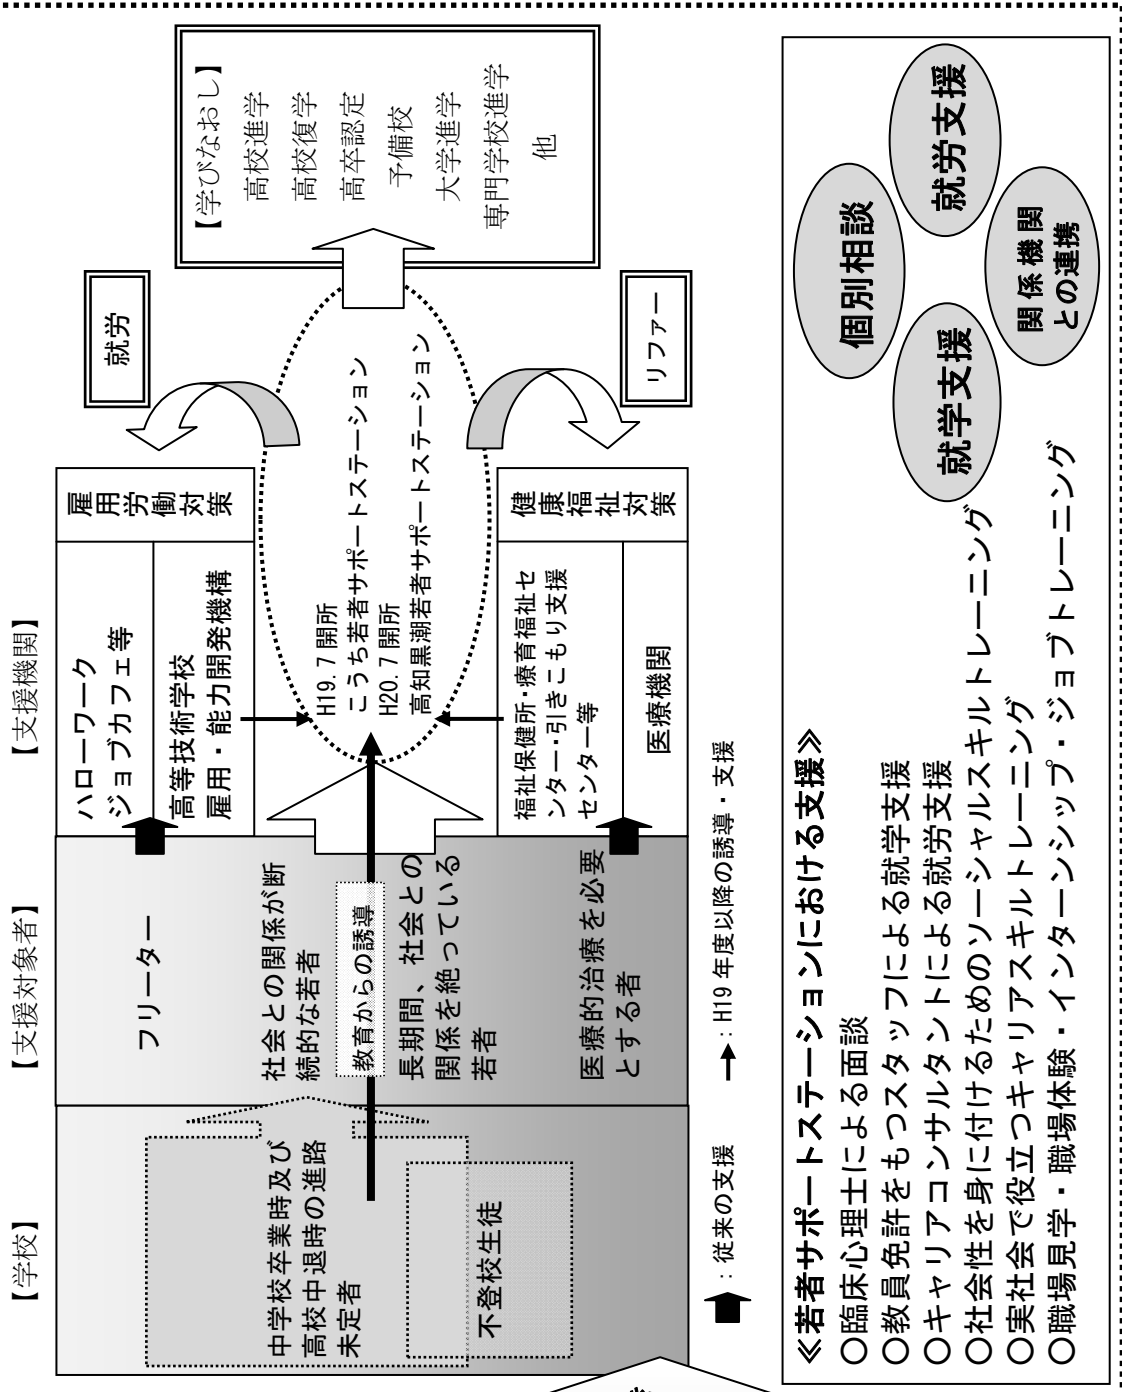 【学校】
【支援対象者】
【支援機関】
中学校卒業時及び
高校中退時の進路
未定者
不登校生徒
フリーター
社会との関係が断
続的な若者
教育からの誘導
長期間、社会との
関係を絶っている
若者
医療的治療を必要
とする者
ハローワーク
ジョブカフェ等
高等技術学校
雇用・能力開発機構
雇用労働対策
H19.7 開所
こうち若者サポートステーション
H20.7 開所
高知黒潮若者サポートステーション
福祉保健所・療育福祉セ
ンター・引きこもり支援
センター等
医療機関
健康福祉対策
就労
リファー
【学びなおし】
高校進学
高校復学
高卒認定
予備校
大学進学
専門学校進学
他
：従来の支援
：H19 年度以降の誘導・支援
≪若者サポートステーションにおける支援≫
○臨床心理士による面談
○教員免許をもつスタッフによる就学支援
○キャリアコンサルタントによる就労支援
○社会性を身に付けるためのソーシャルスキルトレーニング
○実社会で役立つキャリアスキルトレーニング
○職場見学・職場体験・インターンシップ・ジョブトレーニング
個別相談
就学支援
就労支援
関係機関
との連携